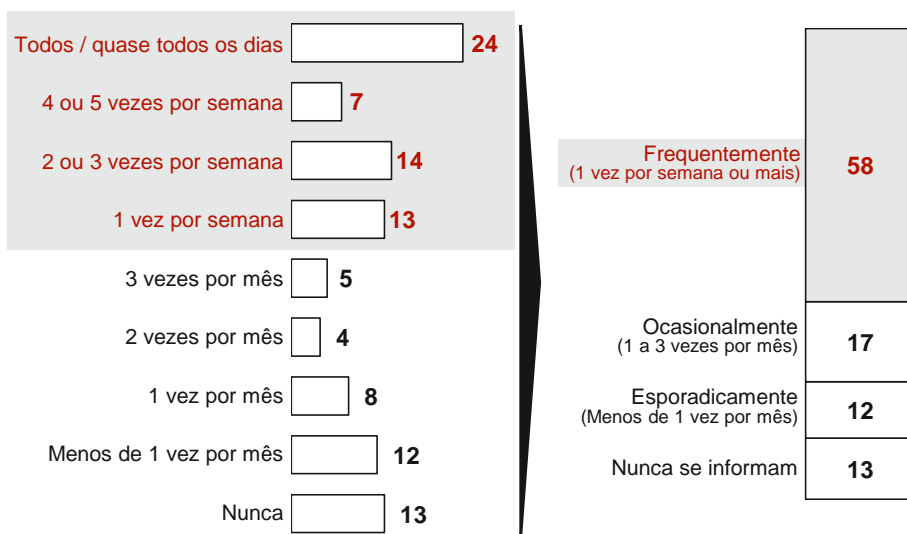 Todos / quase todos os dias 24
4 ou 5 vezes por semana 7
2 ou 3 vezes por semana 14
1 vez por semana 13
3 vezes por mês 5
2 vezes por mês 4
1 vez por mês 8
Menos de 1 vez por mês 12
Nunca 13
Frequentemente
(1 vez por semana ou mais) 58
Ocasionalmente
(1 a 3 vezes por mês) 17
Esporadicamente
(Menos de 1 vez por mês) 12
Nunca se informam 13